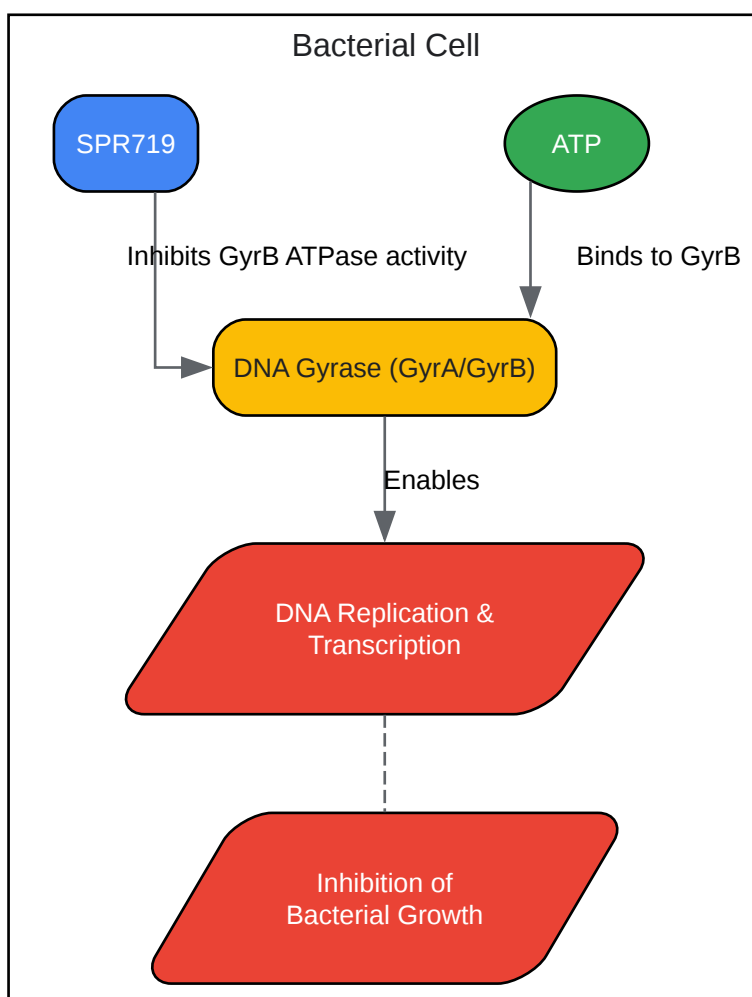 Bacterial Cell
SPR719
ATP
Inhibits GyrB ATPase activity
Binds to GyrB
DNA Gyrase (GyrA/GyrB)
Enables
DNA Replication &
Transcription
Inhibition of
Bacterial Growth